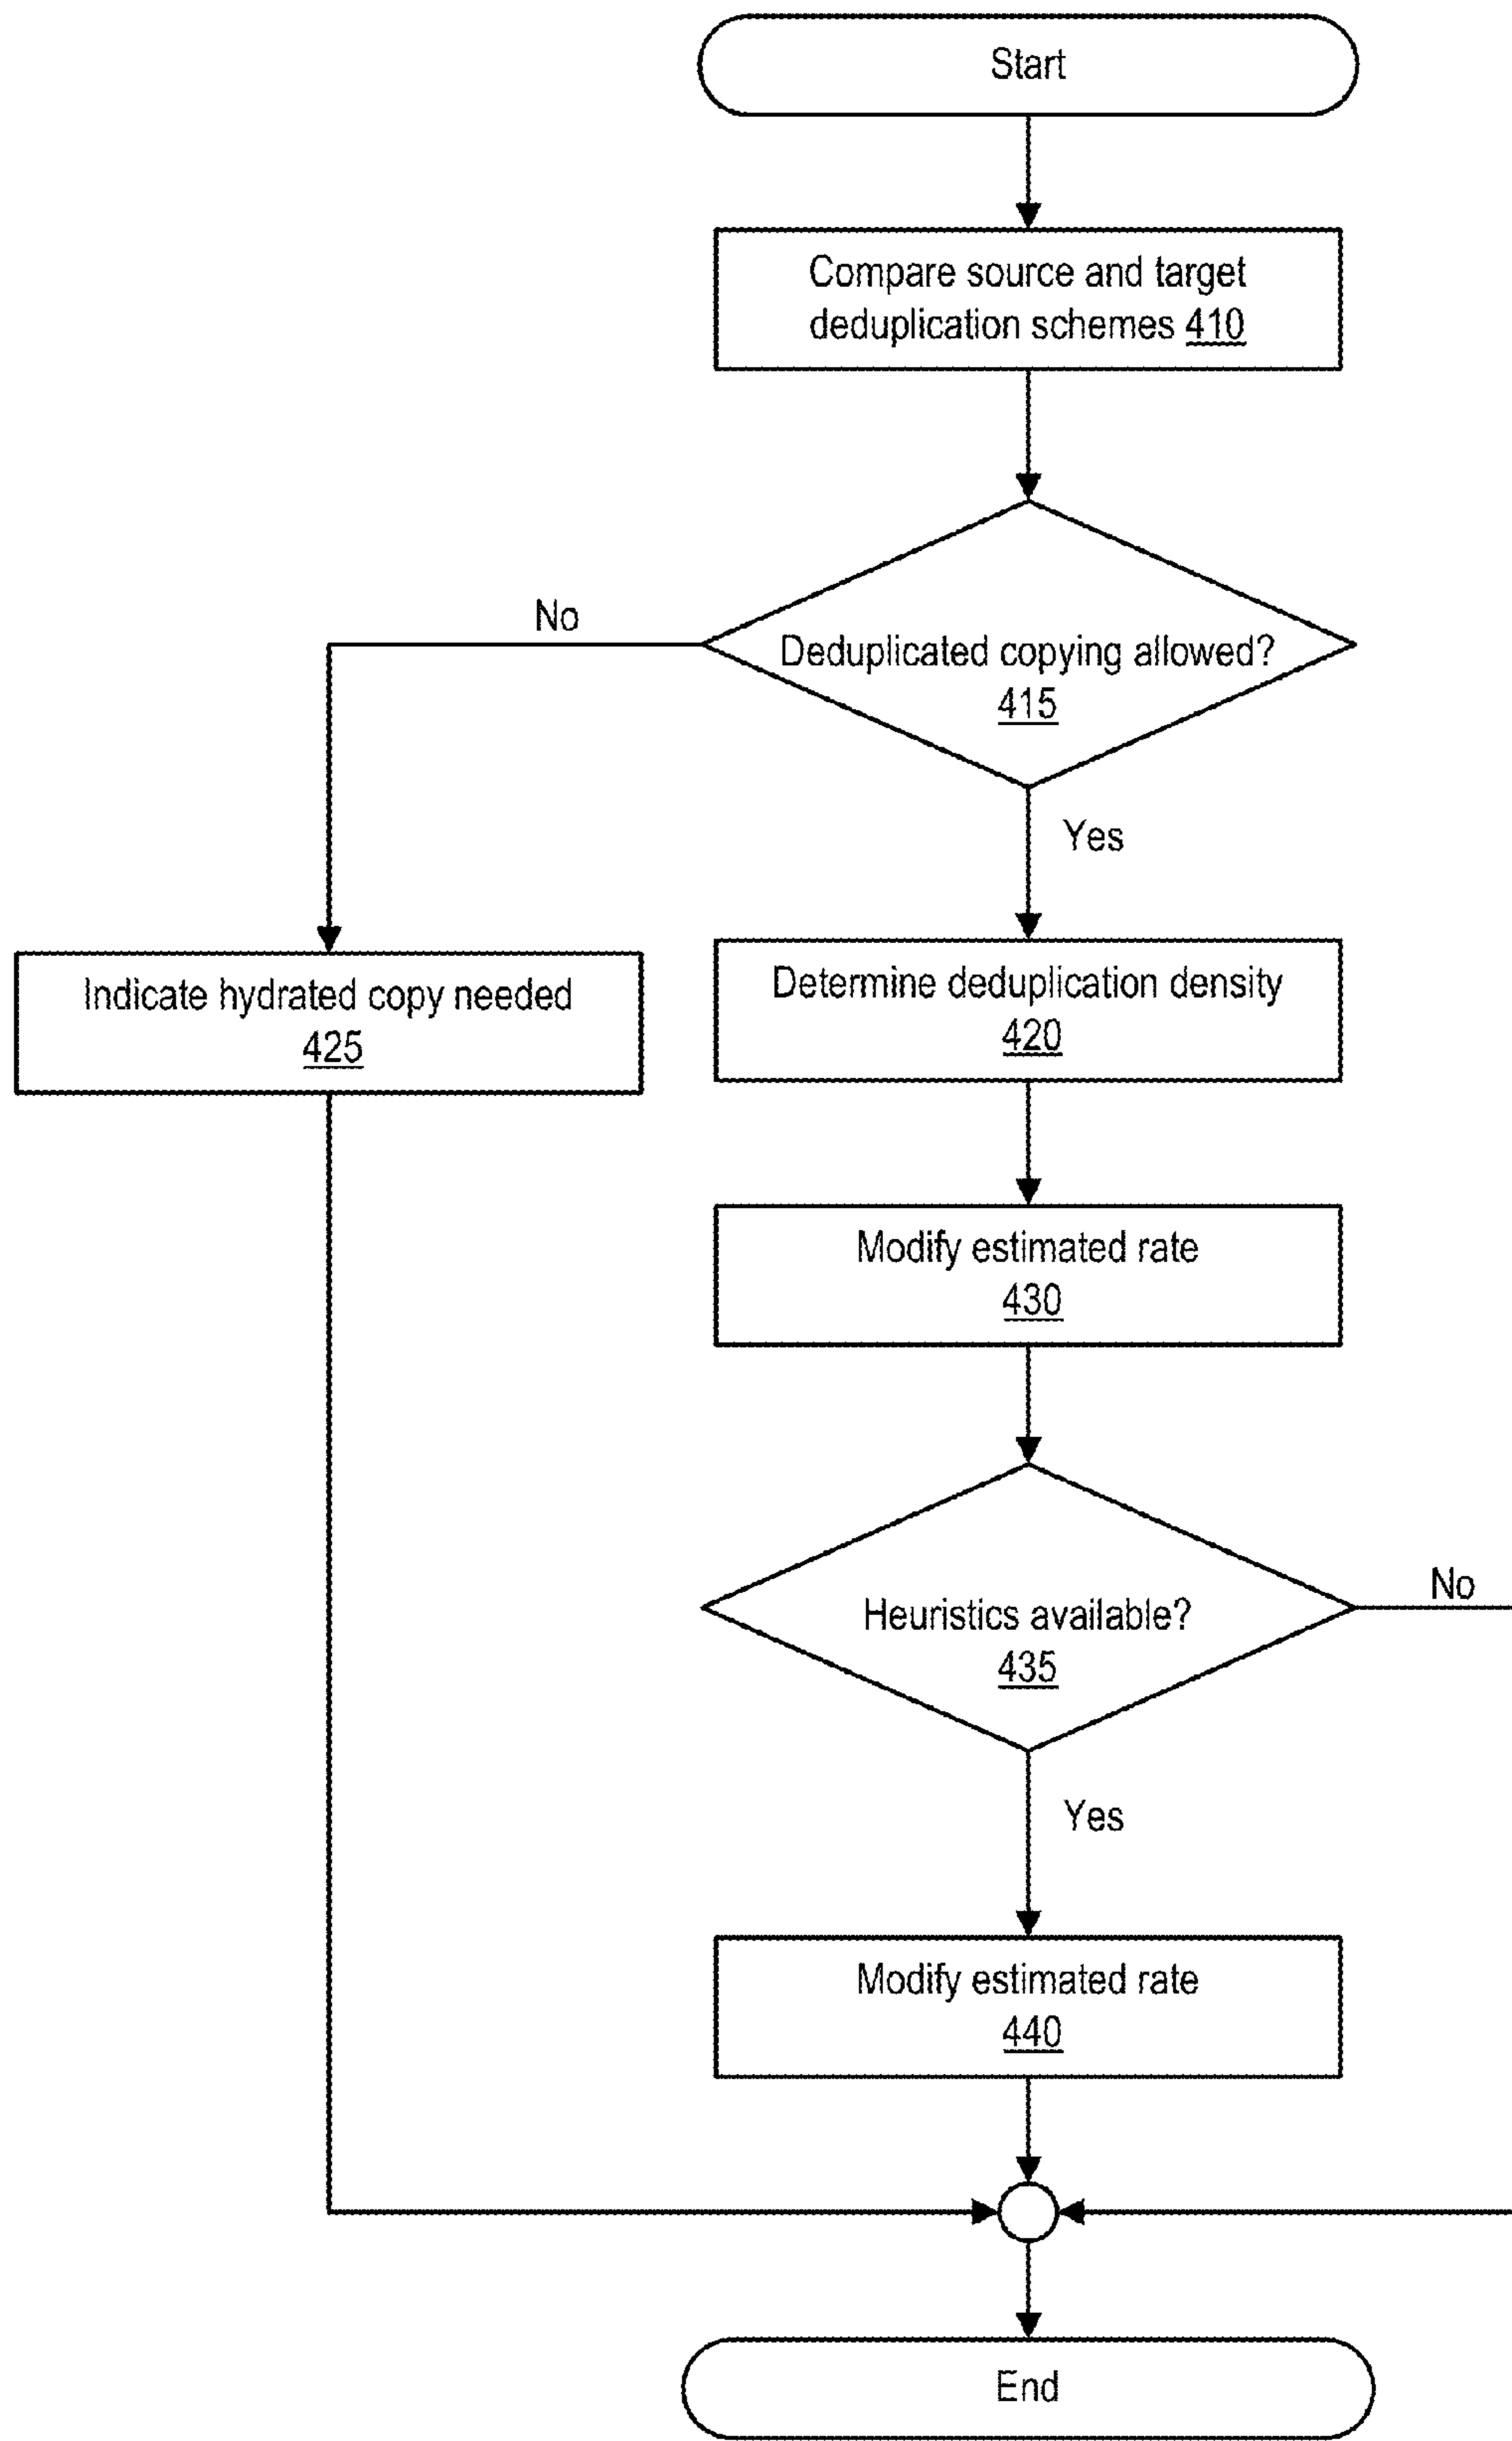 Start
Compare source and target
deduplication schemes 410
No
Deduplicated copying allowed?
415
Yes
Indicate hydrated copy needed
425
Determine deduplication density
420
Modify estimated rate
430
No
Heuristics available?
435
Yes
Modify estimated rate
440
End